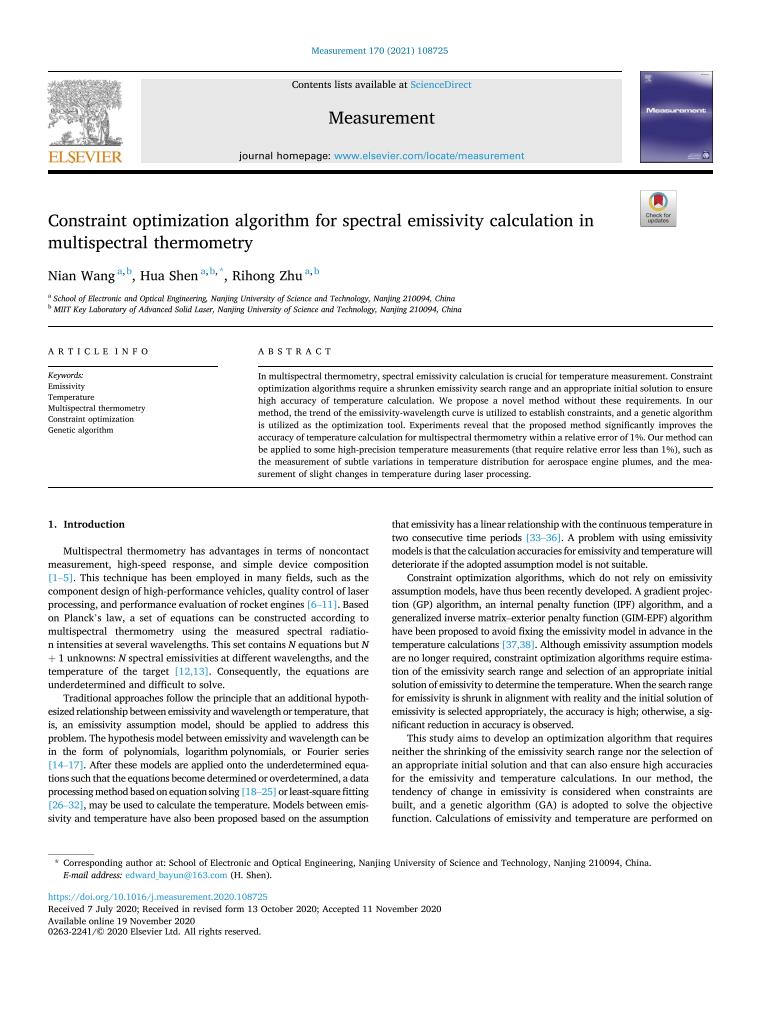 Measurement 170 (2021) 108725
Contents lists available at ScienceDirect
Measurement
journal homepage: www.elsevier.com/locate/measurement
ELSEVIER
Measurement
Check for
updates
Constraint optimization algorithm for spectral emissivity calculation in
multispectral thermometry
Nian Wang a,b, Hua Shen a,b,*, Rihong Zhu a,b
a School of Electronic and Optical Engineering, Nanjing University of Science and Technology, Nanjing 210094, China
b MIIT Key Laboratory of Advanced Solid Laser, Nanjing University of Science and Technology, Nanjing 210094, China
ARTICLE INFO
Keywords:
Emissivity
Temperature
Multispectral thermometry
Constraint optimization
Genetic algorithm
ABSTRACT
In multispectral thermometry, spectral emissivity calculation is crucial for temperature measurement. Constraint
optimization algorithms require a shrunken emissivity search range and an appropriate initial solution to ensure
high accuracy of temperature calculation. We propose a novel method without these requirements. In our
method, the trend of the emissivity-wavelength curve is utilized to establish constraints, and a genetic algorithm
is utilized as the optimization tool. Experiments reveal that the proposed method significantly improves the
accuracy of temperature calculation for multispectral thermometry within a relative error of 1%. Our method can
be applied to some high-precision temperature measurements (that require relative error less than 1%), such as
the measurement of subtle variations in temperature distribution for aerospace engine plumes, and the mea-
surement of slight changes in temperature during laser processing.
1. Introduction
Multispectral thermometry has advantages in terms of noncontact
measurement, high-speed response, and simple device composition
[1–5]. This technique has been employed in many fields, such as the
component design of high-performance vehicles, quality control of laser
processing, and performance evaluation of rocket engines [6–11]. Based
on Planck's law, a set of equations can be constructed according to
multispectral thermometry using the measured spectral radiatio-
n intensities at several wavelengths. This set contains N equations but N
+ 1 unknowns: N spectral emissivities at different wavelengths, and the
temperature of the target [12,13]. Consequently, the equations are
underdetermined and difficult to solve.
Traditional approaches follow the principle that an additional hypoth-
esized relationship between emissivity and wavelength or temperature, that
is, an emissivity assumption model, should be applied to address this
problem. The hypothesis model between emissivity and wavelength can be
in the form of polynomials, logarithm polynomials, or Fourier series
[14–17]. After these models are applied onto the underdetermined equa-
tions such that the equations become determined or overdetermined, a data
processing method based on equation solving [18–25] or least-square fitting
[26–32], may be used to calculate the temperature. Models between emis-
sivity and temperature have also been proposed based on the assumption
that emissivity has a linear relationship with the continuous temperature in
two consecutive time periods [33–36]. A problem with using emissivity
models is that the calculation accuracies for emissivity and temperature will
deteriorate if the adopted assumption model is not suitable.
Constraint optimization algorithms, which do not rely on emissivity
assumption models, have thus been recently developed. A gradient projec-
tion (GP) algorithm, an internal penalty function (IPF) algorithm, and a
generalized inverse matrix–exterior penalty function (GIM-EPF) algorithm
have been proposed to avoid fixing the emissivity model in advance in the
temperature calculations [37,38]. Although emissivity assumption models
are no longer required, constraint optimization algorithms require estima-
tion of the emissivity search range and selection of an appropriate initial
solution of emissivity to determine the temperature. When the search range
for emissivity is shrunk in alignment with reality and the initial solution of
emissivity is selected appropriately, the accuracy is high; otherwise, a sig-
nificant reduction in accuracy is observed.
This study aims to develop an optimization algorithm that requires
neither the shrinking of the emissivity search range nor the selection of
an appropriate initial solution and that can also ensure high accuracies
for the emissivity and temperature calculations. In our method, the
tendency of change in emissivity is considered when constraints are
built, and a genetic algorithm (GA) is adopted to solve the objective
function. Calculations of emissivity and temperature are performed on
* Corresponding author at: School of Electronic and Optical Engineering, Nanjing University of Science and Technology, Nanjing 210094, China.
E-mail address: edward_bayun@163.com (H. Shen).
https://doi.org/10.1016/j.measurement.2020.108725
Received 7 July 2020; Received in revised form 13 October 2020; Accepted 11 November 2020
Available online 19 November 2020
0263-2241/© 2020 Elsevier Ltd. All rights reserved.